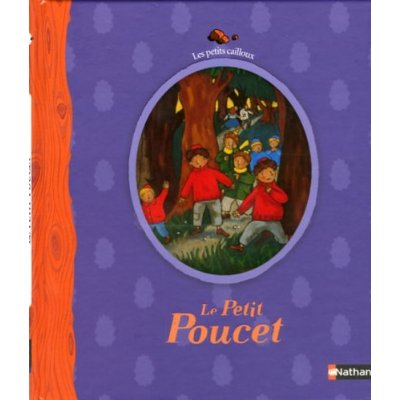 Les petits cailloux
Le Petit
Poucet
Nathan